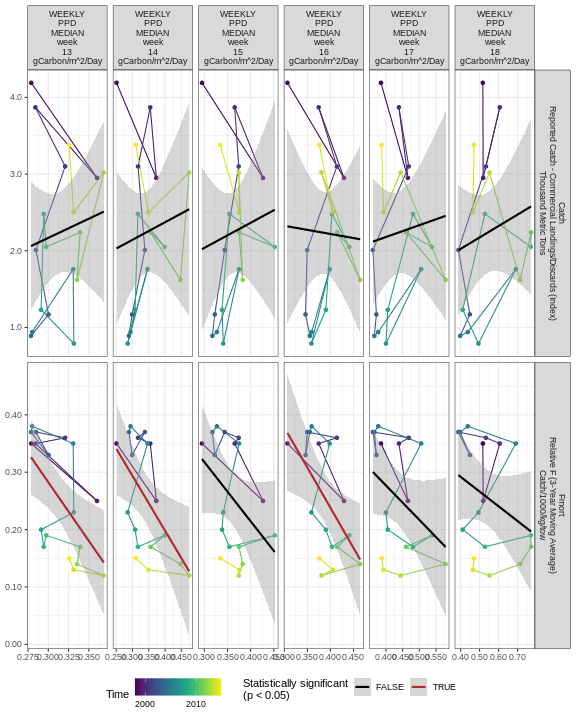 WEEKLY WEEKLY WEEKLY WEEKLY WEEKLY WEEKLY
PPD PPD PPD PPD PPD PPD
MEDIAN MEDIAN MEDIAN MEDIAN MEDIAN MEDIAN
week week week week week week
13 14 15 16 17 18
gCarbon/m^2/Day gCarbon/m^2/Day gCarbon/m^2/Day gCarbon/m^2/Day gCarbon/m^2/Day gCarbon/m^2/Day
4.0
3.0
2.0
1.0
Catch
Reported Catch - Commercial Landings/Discards (Index)
Thousand Metric Tons
0.40
0.30
0.20
0.10
0.00
Fmort
Relative F (3-Year Moving Average)
Catch/1000/kg/tow
0.275 0.300 0.325 0.350 0.300 0.350 0.400 0.450 0.300 0.350 0.400 0.350 0.400 0.450 0.400 0.450 0.500 0.550 0.40 0.50 0.60 0.70
Time
2000 2010
Statistically significant
(p < 0.05)
FALSE TRUE